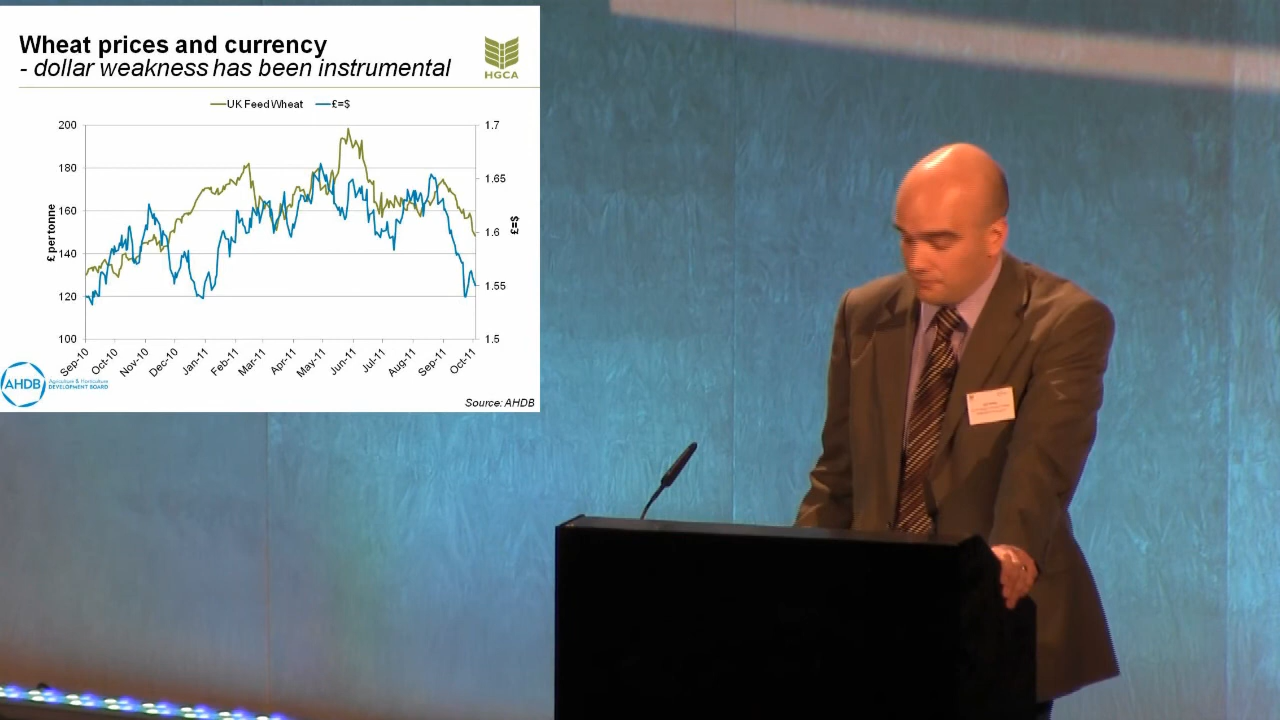 Wheat prices and currency
- dollar weakness has been instrumental
HGCA
UK Feed Wheat
£=$
200
180
160
140
120
100
£ per tonne
1.7
1.65
1.6
1.55
1.5
£=$
Sep-10
Oct-10
Nov-10
Dec-10
Jan-11
Feb-11
Mar-11
Apr-11
May-11
Jun-11
Jul-11
Aug-11
Sep-11
Oct-11
AHDB
Agriculture & Horticulture
DEVELOPMENT BOARD
Source: AHDB